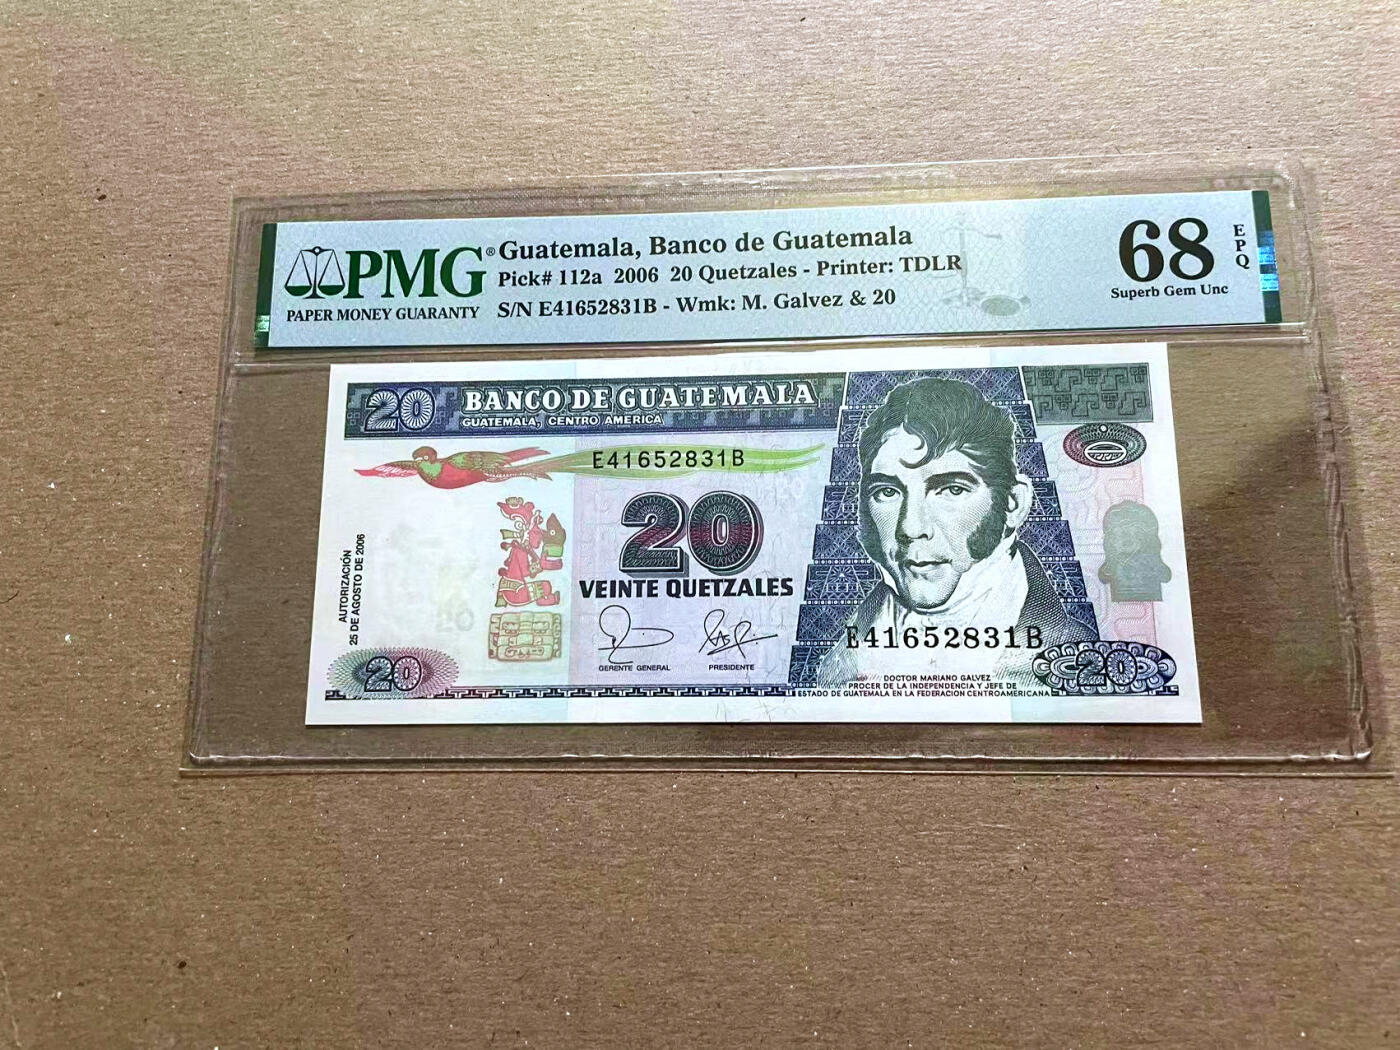 PMG®
PAPER MONEY GUARANTY
Guatemala, Banco de Guatemala
Pick# 112a 2006 20 Quetzales - Printer: TDLR
S/N E41652831B - Wmk: M. Galvez & 20
68
Superb Gem Unc
EPQ
20
BANCO DE GUATEMALA
GUATEMALA, CENTRO AMERICA
E41652831B
20
VEINTE QUETZALES
AUTORIZACIÓN
25 DE AGOSTO DE 2006
GERENTE GENERAL
PRESIDENTE
E41652831B
20
20
DOCTOR MARIANO GALVEZ
PROCER DE LA INDEPENDENCIA Y JEFE DE
ESTADO DE GUATEMALA EN LA FEDERACION CENTROAMERICANA